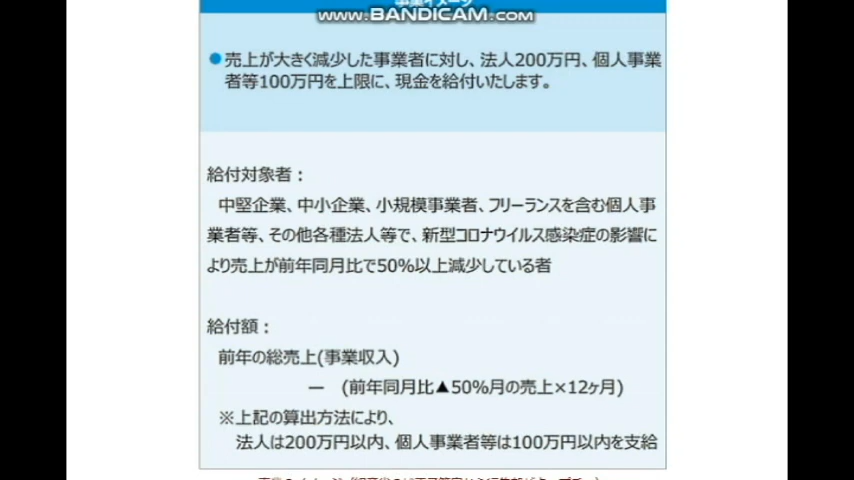 事業イメージ
www.BANDICAM.com
●売上が大きく減少した事業者に対し、法人200万円、個人事業
者等100万円を上限に、現金を給付いたします。
給付対象者：
中堅企業、中小企業、小規模事業者、フリーランスを含む個人事
業者等、その他各種法人等で、新型コロナウイルス感染症の影響に
より売上が前年同月比で50%以上減少している者
給付額：
前年の総売上(事業収入)
― (前年同月比▲50%月の売上×12ヶ月)
※上記の算出方法により、
法人は200万円以内、個人事業者等は100万円以内を支給